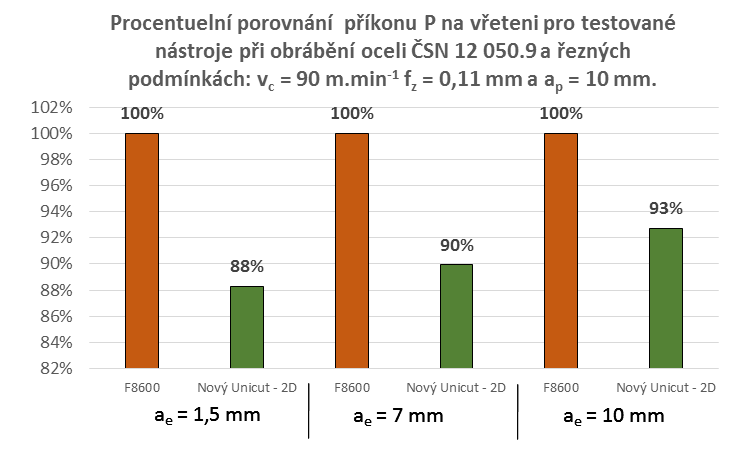 Procentuelní porovnání příkonu P na vřeteni pro testované
nástroje při obrábění oceli ČSN 12 050.9 a řezných
podmínkách: vc = 90 m.min-1 fz = 0,11 mm a ap = 10 mm.
102%
100%
98%
96%
94%
92%
90%
88%
86%
84%
82%
100%
88%
100%
90%
100%
93%
F8600
Nový Unicut - 2D
F8600
Nový Unicut - 2D
F8600
Nový Unicut - 2D
ae = 1,5 mm
ae = 7 mm
ae = 10 mm